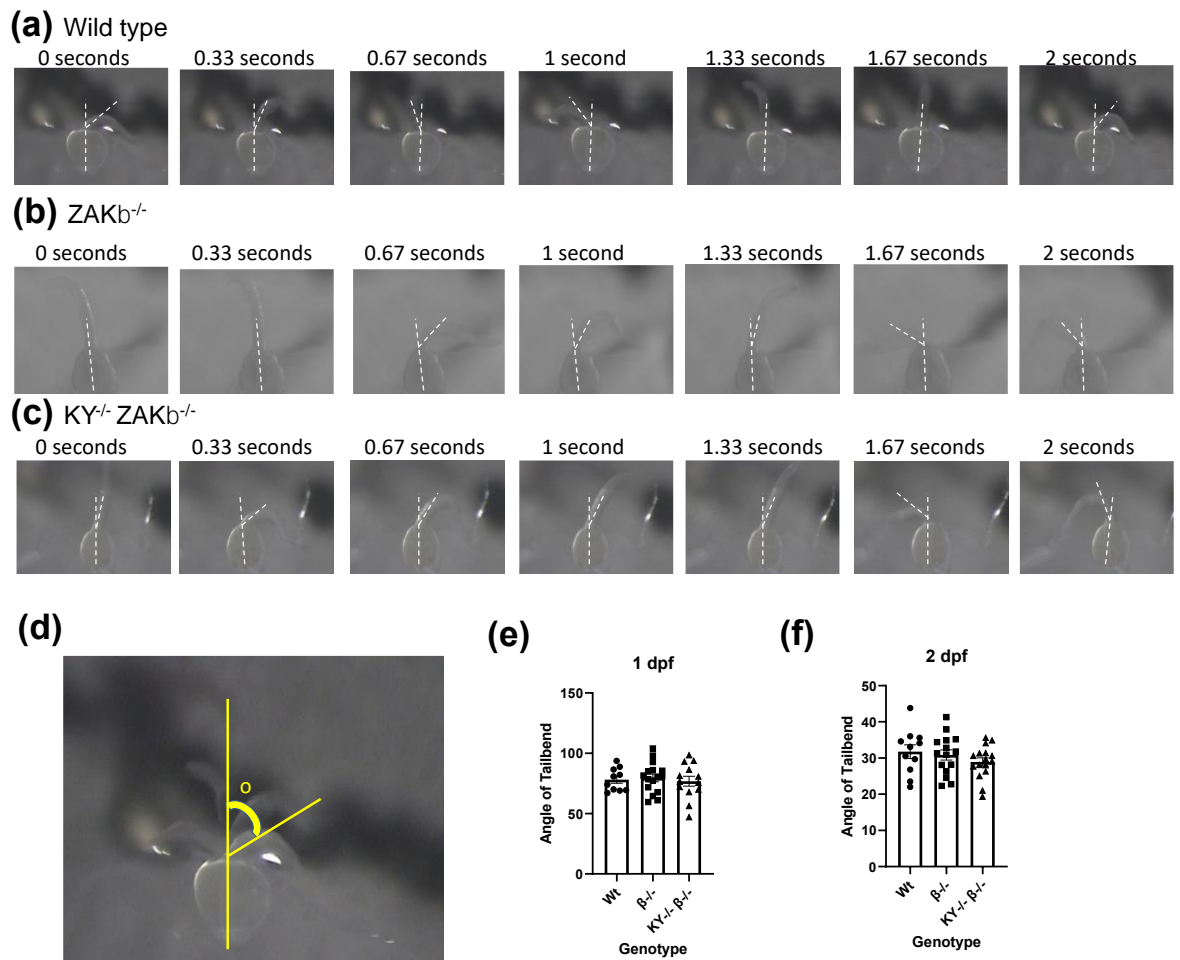 (a) Wild type
0 seconds 0.33 seconds 0.67 seconds 1 second 1.33 seconds 1.67 seconds 2 seconds
(b) ZAKb-/-
0 seconds 0.33 seconds 0.67 seconds 1 second 1.33 seconds 1.67 seconds 2 seconds
(c) KY-/- ZAKb-/-
0 seconds 0.33 seconds 0.67 seconds 1 second 1.33 seconds 1.67 seconds 2 seconds
(d)
o
(e)
1 dpf
Angle of Tailbend
150
100
50
0
Wt β-/- KY-/- β-/-
Genotype
(f)
2 dpf
Angle of Tailbend
50
40
30
20
10
0
Wt β-/- KY-/- β-/-
Genotype